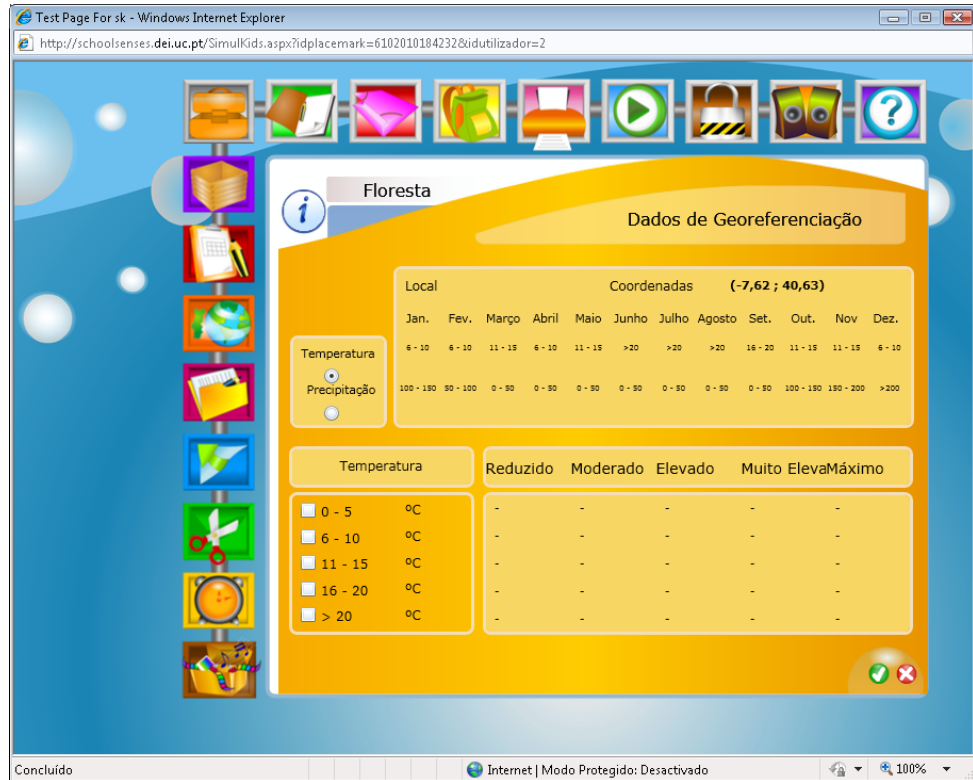 Test Page For sk - Windows Internet Explorer
http://schoolsenses.dei.uc.pt/SimulKids.aspx?idplacemark=6102010184232&idutilizador=2
?
i
Floresta
Dados de Georeferenciação
Local Coordenadas (-7,62 ; 40,63)
Jan. Fev. Março Abril Maio Junho Julho Agosto Set. Out. Nov Dez.
Temperatura
6 - 10 6 - 10 11 - 15 6 - 10 11 - 15 >20 >20 >20 16 - 20 11 - 15 11 - 15 6 - 10
Precipitação
100 - 150 50 - 100 0 - 50 0 - 50 0 - 50 0 - 50 0 - 50 0 - 50 0 - 50 100 - 150 150 - 200 >200
Temperatura Reduzido Moderado Elevado Muito ElevaMáximo
0 - 5 ºC - - - - -
6 - 10 ºC - - - - -
11 - 15 ºC - - - - -
16 - 20 ºC - - - - -
> 20 ºC - - - - -
Concluído Internet | Modo Protegido: Desactivado 100%